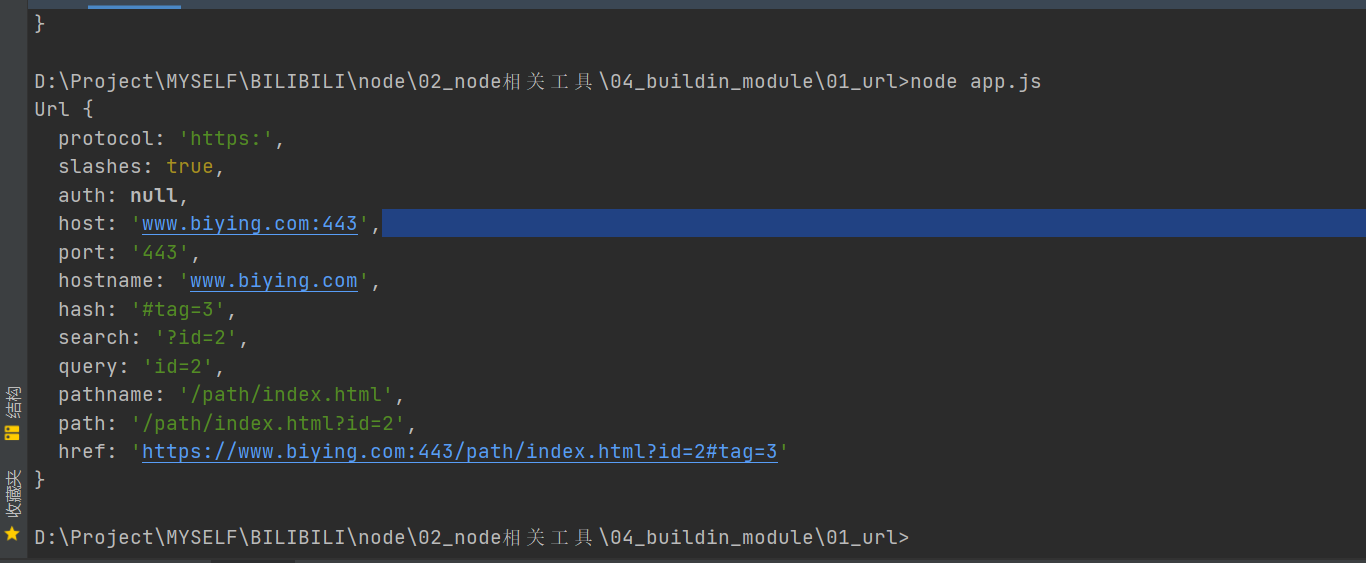 }
D:\Project\MYSELF\BILIBILI\node\02_node相关工具\04_buildin_module\01_url>node app.js
Url {
  protocol: 'https:',
  slashes: true,
  auth: null,
  host: 'www.biying.com:443',
  port: '443',
  hostname: 'www.biying.com',
  hash: '#tag=3',
  search: '?id=2',
  query: 'id=2',
  pathname: '/path/index.html',
  path: '/path/index.html?id=2',
  href: 'https://www.biying.com:443/path/index.html?id=2#tag=3'
}
D:\Project\MYSELF\BILIBILI\node\02_node相关工具\04_buildin_module\01_url>
结构
收藏夹